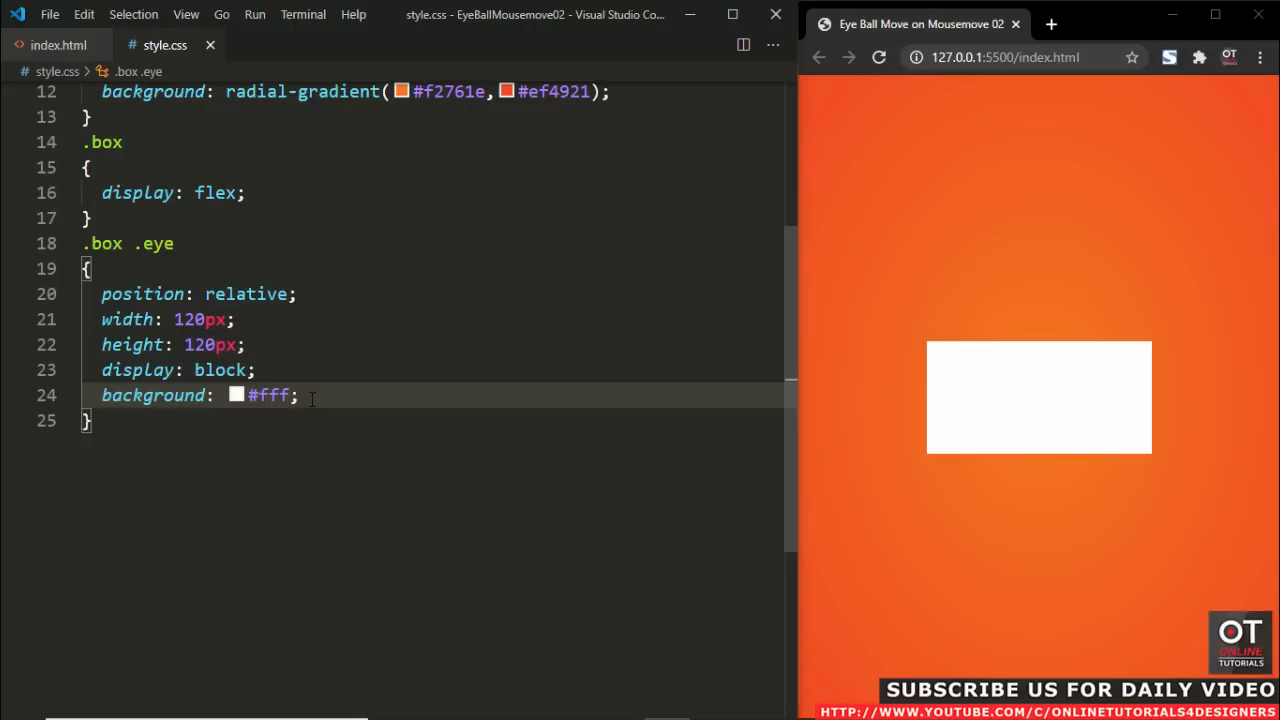 File Edit Selection View Go Run Terminal Help style.css - EyeBallMousemove02 - Visual Studio Co...
index.html # style.css
# style.css > .box .eye
12 background: radial-gradient(#f2761e,#ef4921);
13 }
14 .box
15 {
16 display: flex;
17 }
18 .box .eye
19 {
20 position: relative;
21 width: 120px;
22 height: 120px;
23 display: block;
24 background: #fff;
25 }
Eye Ball Move on Mousemove 02
127.0.0.1:5500/index.html
OT
OT
ONLINE
TUTORIALS
SUBSCRIBE US FOR DAILY VIDEO
HTTP://WWW.YOUTUBE.COM/C/ONLINETUTORIALS4DESIGNERS